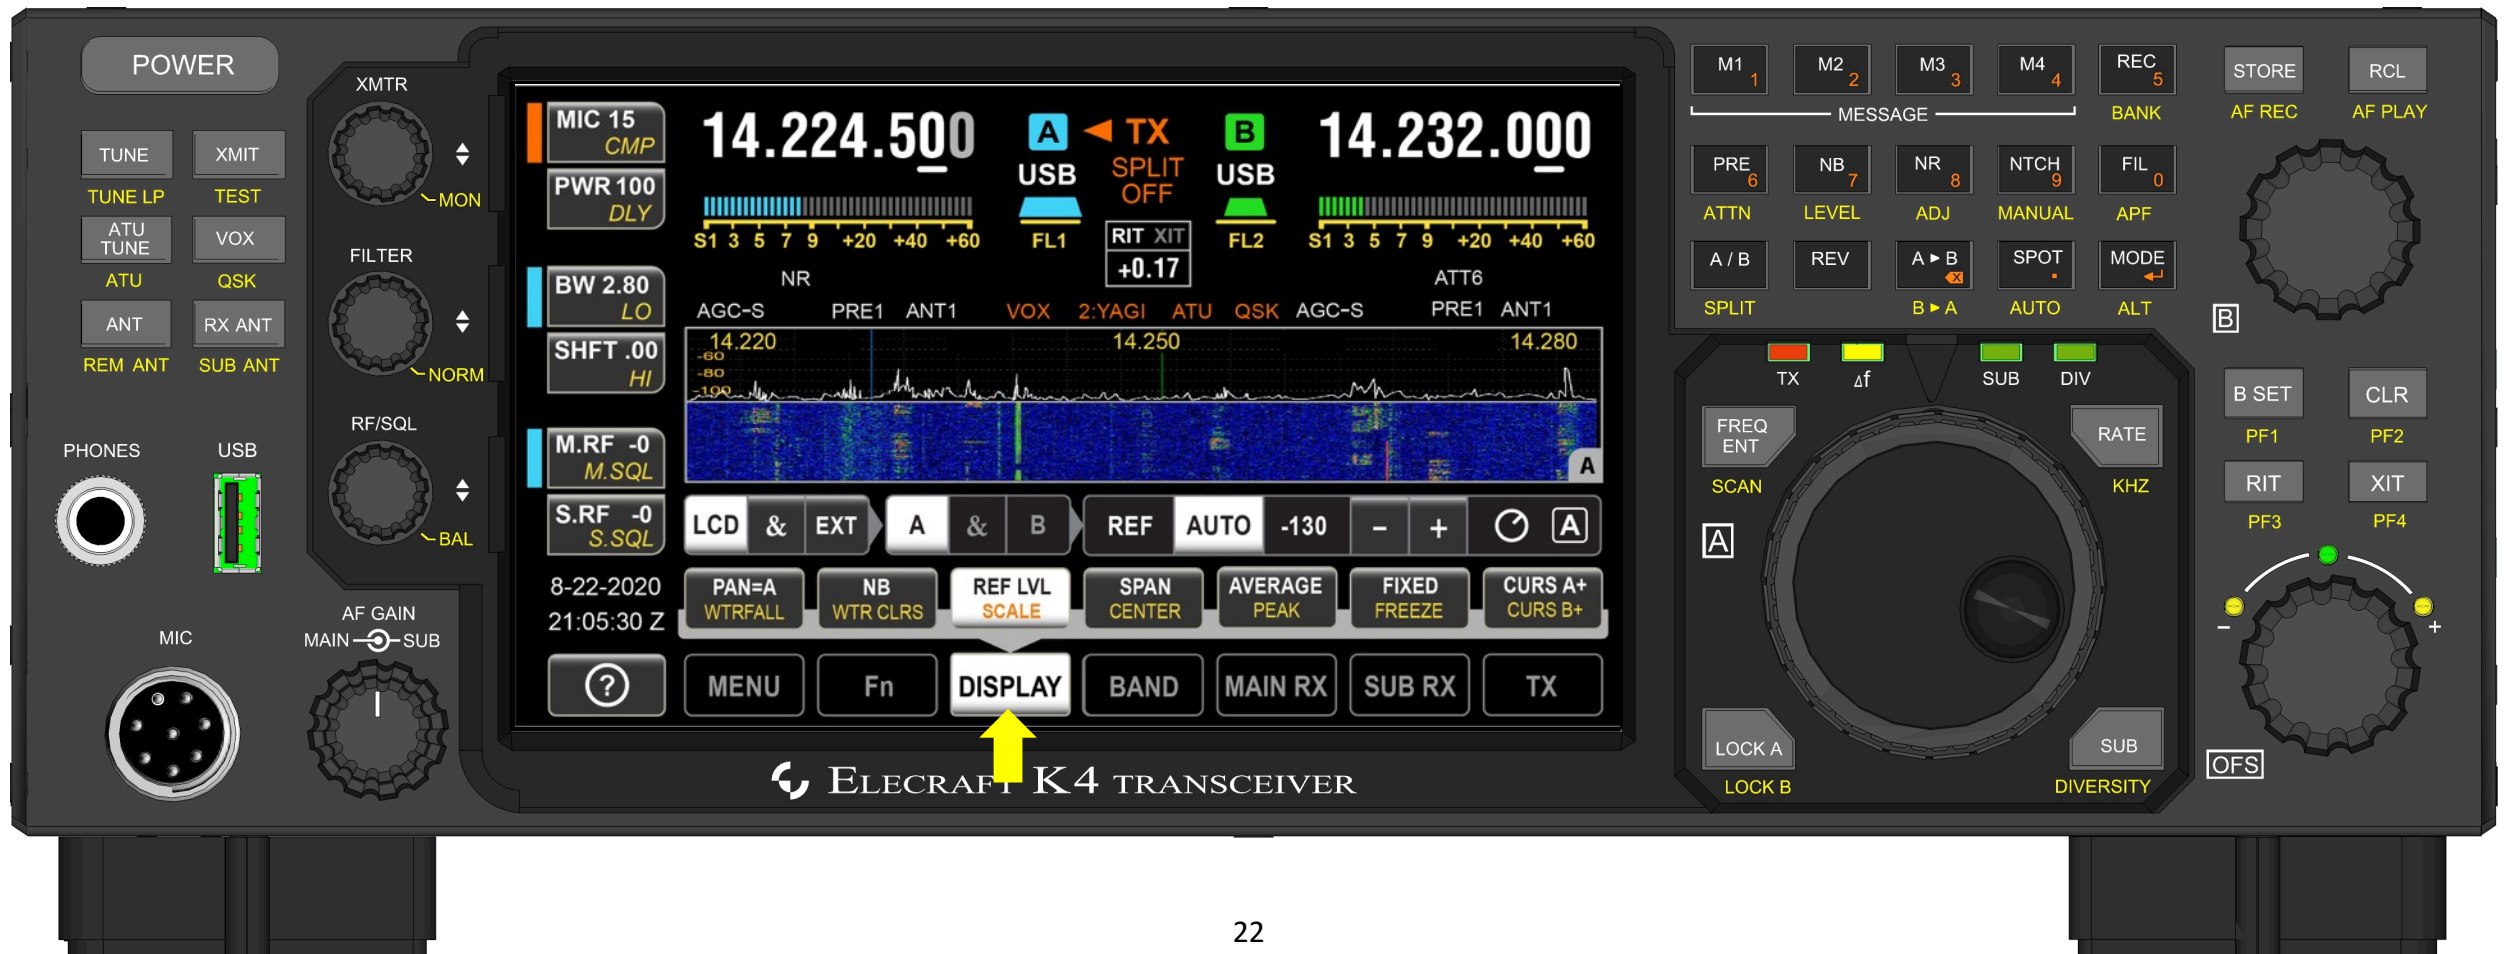 POWER
XMTR
TUNE XMIT
TUNE LP TEST
MON
ATU TUNE VOX
ATU QSK
FILTER
ANT RX ANT
REM ANT SUB ANT
NORM
RF/SQL
PHONES USB
BAL
AF GAIN
MAIN SUB
MIC
MIC 15
CMP
PWR 100
DLY
BW 2.80
LO
SHFT .00
HI
M.RF -0
M.SQL
S.RF -0
S.SQL
8-22-2020
21:05:30 Z
?
14.224.500 A TX B 14.232.000
USB SPLIT OFF USB
S1 3 5 7 9 +20 +40 +60 FL1 RIT XIT FL2 S1 3 5 7 9 +20 +40 +60
+0.17
NR ATT6
AGC-S PRE1 ANT1 VOX 2:YAGI ATU QSK AGC-S PRE1 ANT1
14.220 14.250 14.280
-60
-80
-100
A
LCD & EXT A & B REF AUTO -130 - + A
PAN=A NB REF LVL SPAN AVERAGE FIXED CURS A+
WTRFALL WTR CLRS SCALE CENTER PEAK FREEZE CURS B+
MENU Fn DISPLAY BAND MAIN RX SUB RX TX
ELECRAFT K4 TRANSCEIVER
M1 1 M2 2 M3 3 M4 4 REC 5 STORE RCL
MESSAGE BANK AF REC AF PLAY
PRE 6 NB 7 NR 8 NTCH 9 FIL 0
ATTN LEVEL ADJ MANUAL APF
A / B REV A ▸ B SPOT . MODE
SPLIT B ▸ A AUTO ALT
B
TX Δf SUB DIV
FREQ ENT RATE
SCAN KHZ
A
LOCK A SUB
LOCK B DIVERSITY
B SET CLR
PF1 PF2
RIT XIT
PF3 PF4
- +
OFS
22